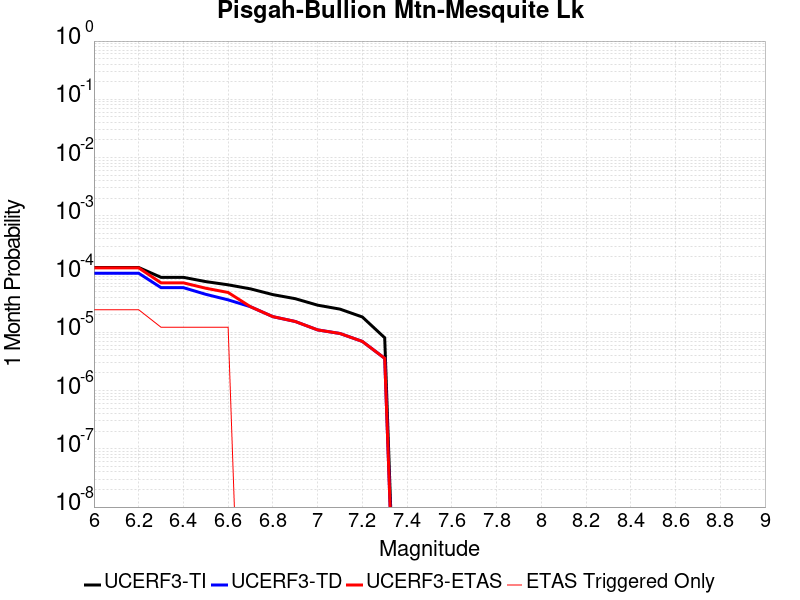 Pisgah-Bullion Mtn-Mesquite Lk
10^0
10^-1
10^-2
10^-3
10^-4
10^-5
10^-6
10^-7
10^-8
1 Month Probability
6 6.2 6.4 6.6 6.8 7 7.2 7.4 7.6 7.8 8 8.2 8.4 8.6 8.8 9
Magnitude
UCERF3-TI UCERF3-TD UCERF3-ETAS ETAS Triggered Only